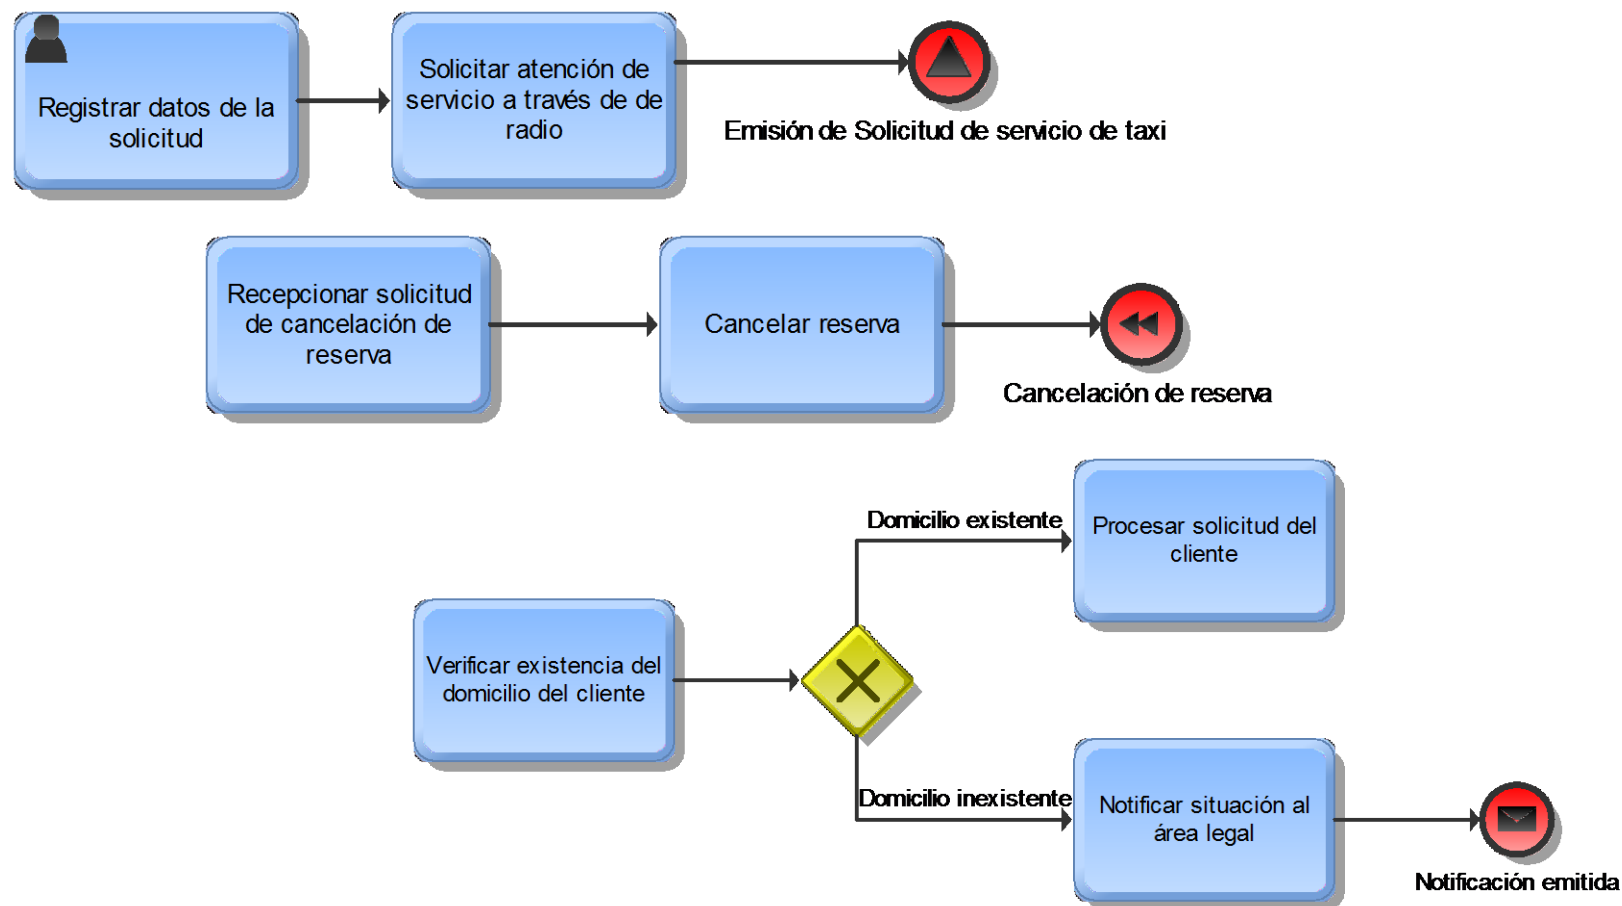 Registrar datos de la
solicitud
Solicitar atención de
servicio a través de de
radio
Emisión de Solicitud de servicio de taxi
Recepcionar solicitud
de cancelación de
reserva
Cancelar reserva
Cancelación de reserva
Domicilio existente
Procesar solicitud del
cliente
Verificar existencia del
domicilio del cliente
Domicilio inexistente
Notificar situación al
área legal
Notificación emitida